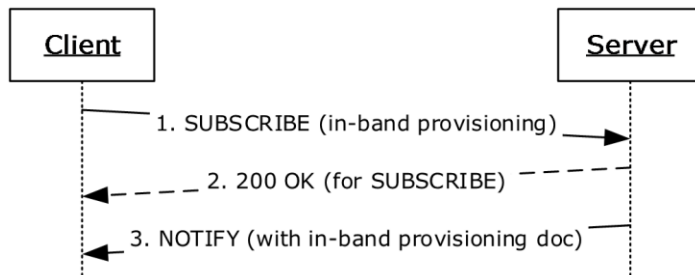 Client
Server
1. SUBSCRIBE (in-band provisioning)
2. 200 OK (for SUBSCRIBE)
3. NOTIFY (with in-band provisioning doc)